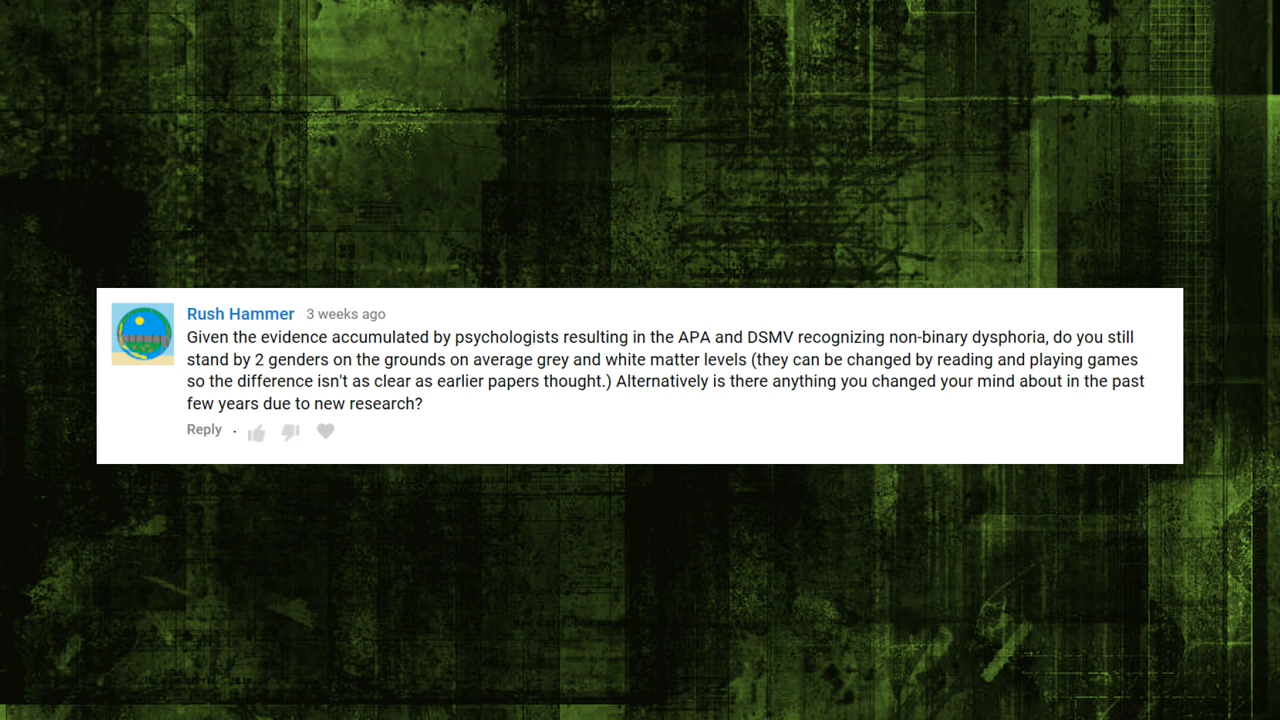 Rush Hammer 3 weeks ago
Given the evidence accumulated by psychologists resulting in the APA and DSMV recognizing non-binary dysphoria, do you still
stand by 2 genders on the grounds on average grey and white matter levels (they can be changed by reading and playing games
so the difference isn't as clear as earlier papers thought.) Alternatively is there anything you changed your mind about in the past
few years due to new research?
Reply ·